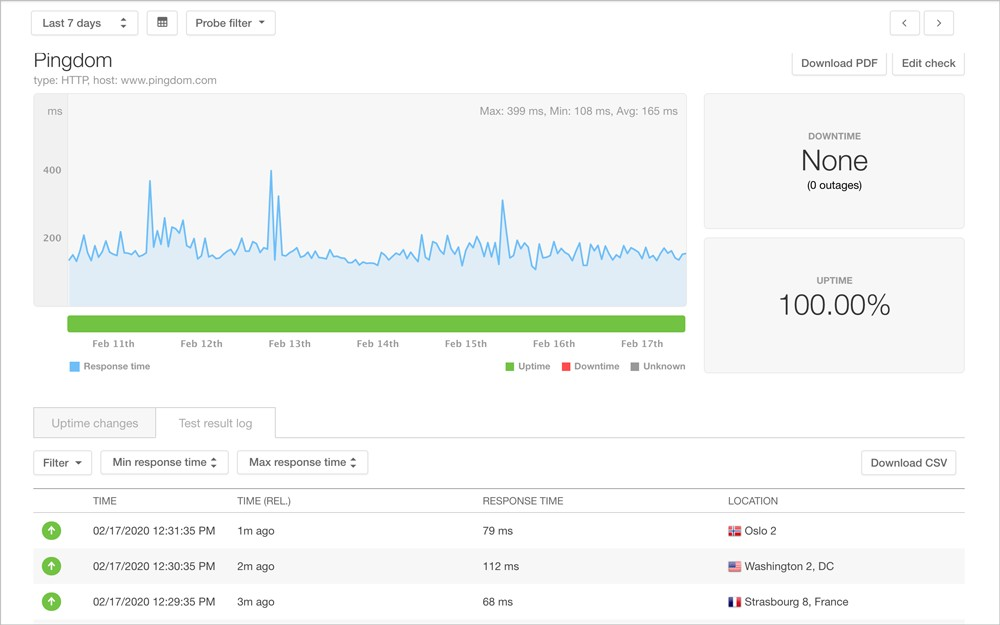 Last 7 days Probe filter
Pingdom
type: HTTP, host: www.pingdom.com
Download PDF Edit check
ms
Max: 399 ms, Min: 108 ms, Avg: 165 ms
400
200
DOWNTIME
None
(0 outages)
UPTIME
100.00%
Feb 11th Feb 12th Feb 13th Feb 14th Feb 15th Feb 16th Feb 17th
Response time Uptime Downtime Unknown
Uptime changes Test result log
Filter Min response time Max response time Download CSV
TIME TIME (REL.) RESPONSE TIME LOCATION
02/17/2020 12:31:35 PM 1m ago 79 ms Oslo 2
02/17/2020 12:30:35 PM 2m ago 112 ms Washington 2, DC
02/17/2020 12:29:35 PM 3m ago 68 ms Strasbourg 8, France